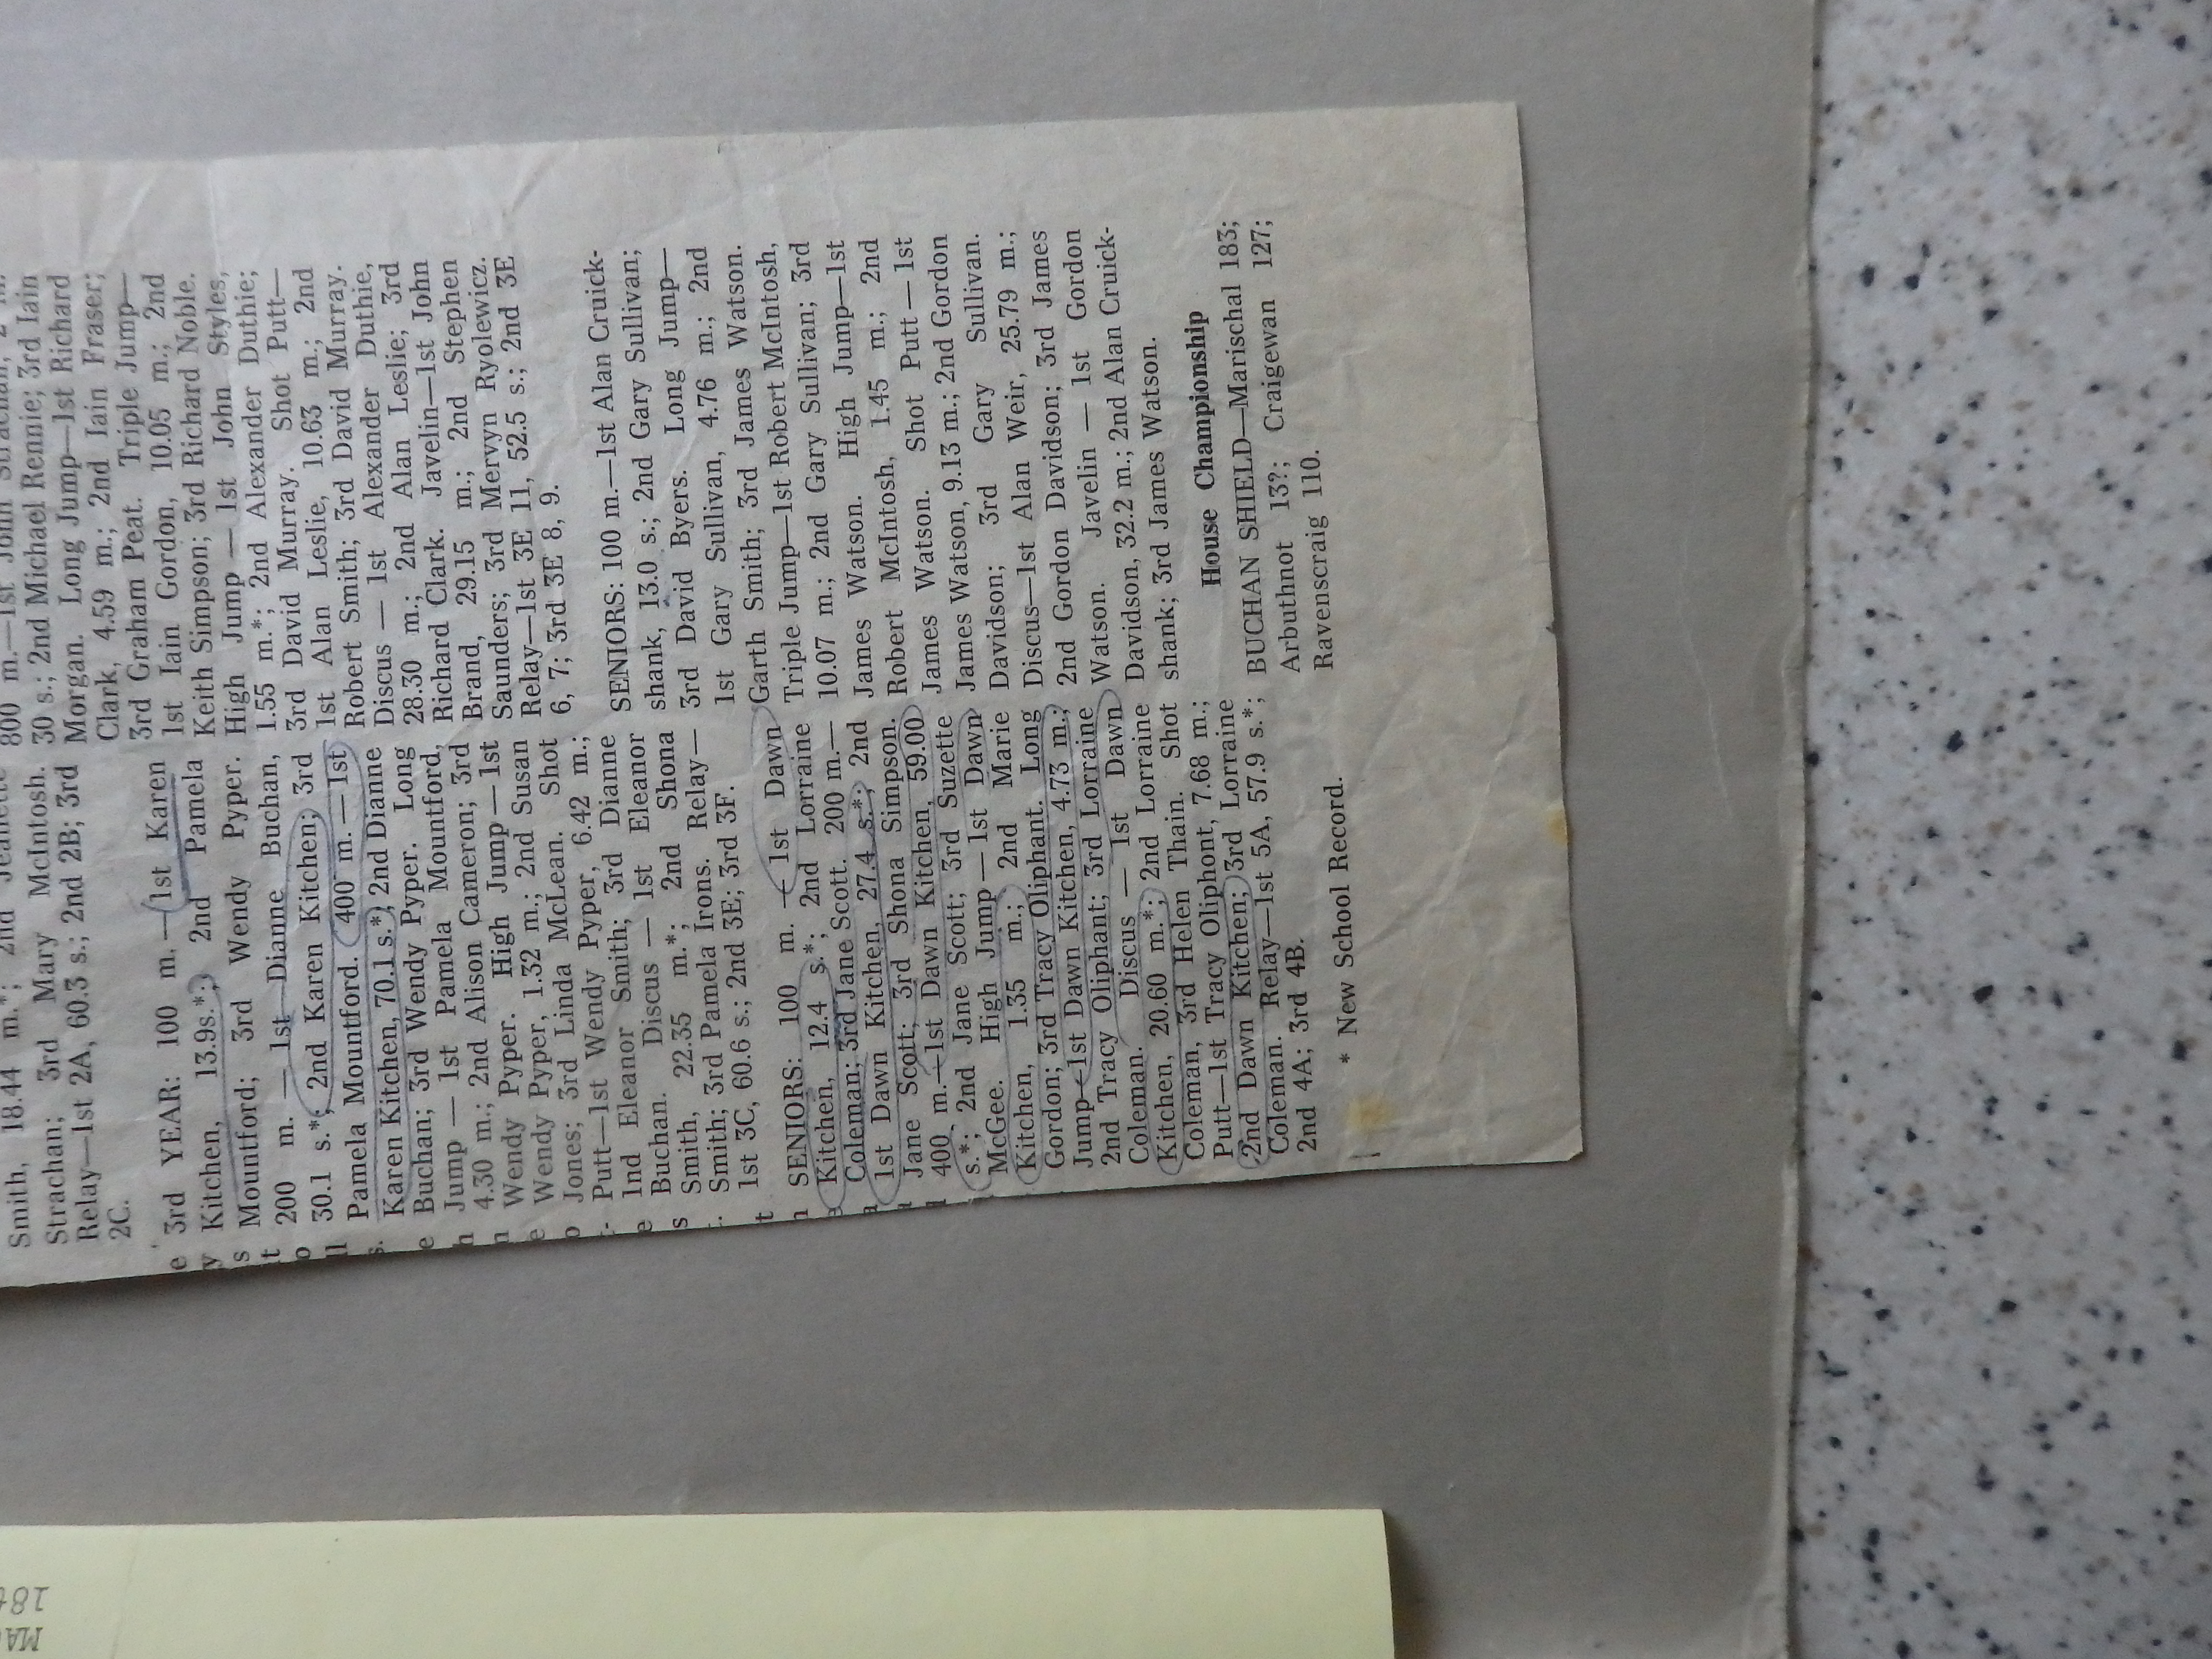 Smith, 18.44 m.*; 2nd Jeanette
Strachan; 3rd Mary McIntosh.
Relay—1st 2A, 60.3 s.; 2nd 2B; 3rd
2C.
3rd YEAR: 100 m. — 1st Karen
Kitchen, 13.9s.*; 2nd Pamela
Mountford; 3rd Wendy Pyper.
200 m. — 1st Dianne Buchan,
30.1 s.*; 2nd Karen Kitchen; 3rd
Pamela Mountford. 400 m.—1st
Karen Kitchen, 70.1 s.*; 2nd Dianne
Buchan; 3rd Wendy Pyper. Long
Jump — 1st Pamela Mountford,
4.30 m.; 2nd Alison Cameron; 3rd
Wendy Pyper. High Jump — 1st
Wendy Pyper, 1.32 m.; 2nd Susan
Jones; 3rd Linda McLean. Shot
Putt—1st Wendy Pyper, 6.42 m.;
Ind Eleanor Smith; 3rd Dianne
Buchan. Discus — 1st Eleanor
Smith, 22.35 m.*; 2nd Shona
Smith; 3rd Pamela Irons. Relay—
1st 3C, 60.6 s.; 2nd 3E; 3rd 3F.
SENIORS: 100 m. — 1st Dawn
Kitchen, 12.4 s.*; 2nd Lorraine
Coleman; 3rd Jane Scott. 200 m.—
1st Dawn Kitchen, 27.4 s.*; 2nd
Jane Scott; 3rd Shona Simpson.
400 m.—1st Dawn Kitchen, 59.00
s.*; 2nd Jane Scott; 3rd Suzette
McGee. High Jump — 1st Dawn
Kitchen, 1.35 m.; 2nd Marie
Gordon; 3rd Tracy Oliphant. Long
Jump—1st Dawn Kitchen, 4.73 m.;
2nd Tracy Oliphant; 3rd Lorraine
Coleman. Discus — 1st Dawn
Kitchen, 20.60 m.*; 2nd Lorraine
Coleman, 3rd Helen Thain. Shot
Putt—1st Tracy Oliphont, 7.68 m.;
2nd Dawn Kitchen; 3rd Lorraine
Coleman. Relay—1st 5A, 57.9 s.*;
2nd 4A; 3rd 4B.
* New School Record.
800 m.—1st John Strachan, 2
30 s.; 2nd Michael Rennie; 3rd Iain
Morgan. Long Jump—1st Richard
Clark, 4.59 m.; 2nd Iain Fraser;
3rd Graham Peat. Triple Jump—
1st Iain Gordon, 10.05 m.; 2nd
Keith Simpson; 3rd Richard Noble.
High Jump — 1st John Styles,
1.55 m.*; 2nd Alexander Duthie;
3rd David Murray. Shot Putt—
1st Alan Leslie, 10.63 m.; 2nd
Robert Smith; 3rd David Murray.
Discus — 1st Alexander Duthie,
28.30 m.; 2nd Alan Leslie; 3rd
Richard Clark. Javelin—1st John
Brand, 29.15 m.; 2nd Stephen
Saunders; 3rd Mervyn Ryolewicz.
Relay—1st 3E 11, 52.5 s.; 2nd 3E
6, 7; 3rd 3E 8, 9.
SENIORS: 100 m.—1st Alan Cruick-
shank, 13.0 s.; 2nd Gary Sullivan;
3rd David Byers. Long Jump—
1st Gary Sullivan, 4.76 m.; 2nd
Garth Smith; 3rd James Watson.
Triple Jump—1st Robert McIntosh,
10.07 m.; 2nd Gary Sullivan; 3rd
James Watson. High Jump—1st
Robert McIntosh, 1.45 m.; 2nd
James Watson. Shot Putt — 1st
James Watson, 9.13 m.; 2nd Gordon
Davidson; 3rd Gary Sullivan.
Discus—1st Alan Weir, 25.79 m.;
2nd Gordon Davidson; 3rd James
Watson. Javelin — 1st Gordon
Davidson, 32.2 m.; 2nd Alan Cruick-
shank; 3rd James Watson.
House Championship
BUCHAN SHIELD—Marischal 183;
Arbuthnot 13?; Craigewan 127;
Ravenscraig 110.